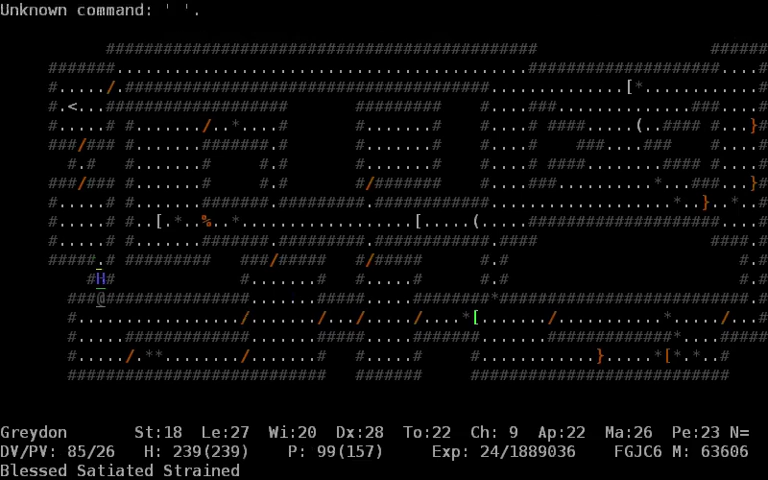 Unknown command: ' '.
Greydon St:18 Le:27 Wi:20 Dx:28 To:22 Ch: 9 Ap:22 Ma:26 Pe:23 N=
DV/PV: 85/26 H: 239(239) P: 99(157) Exp: 24/1889036 FGJC6 M: 63606
Blessed Satiated Strained